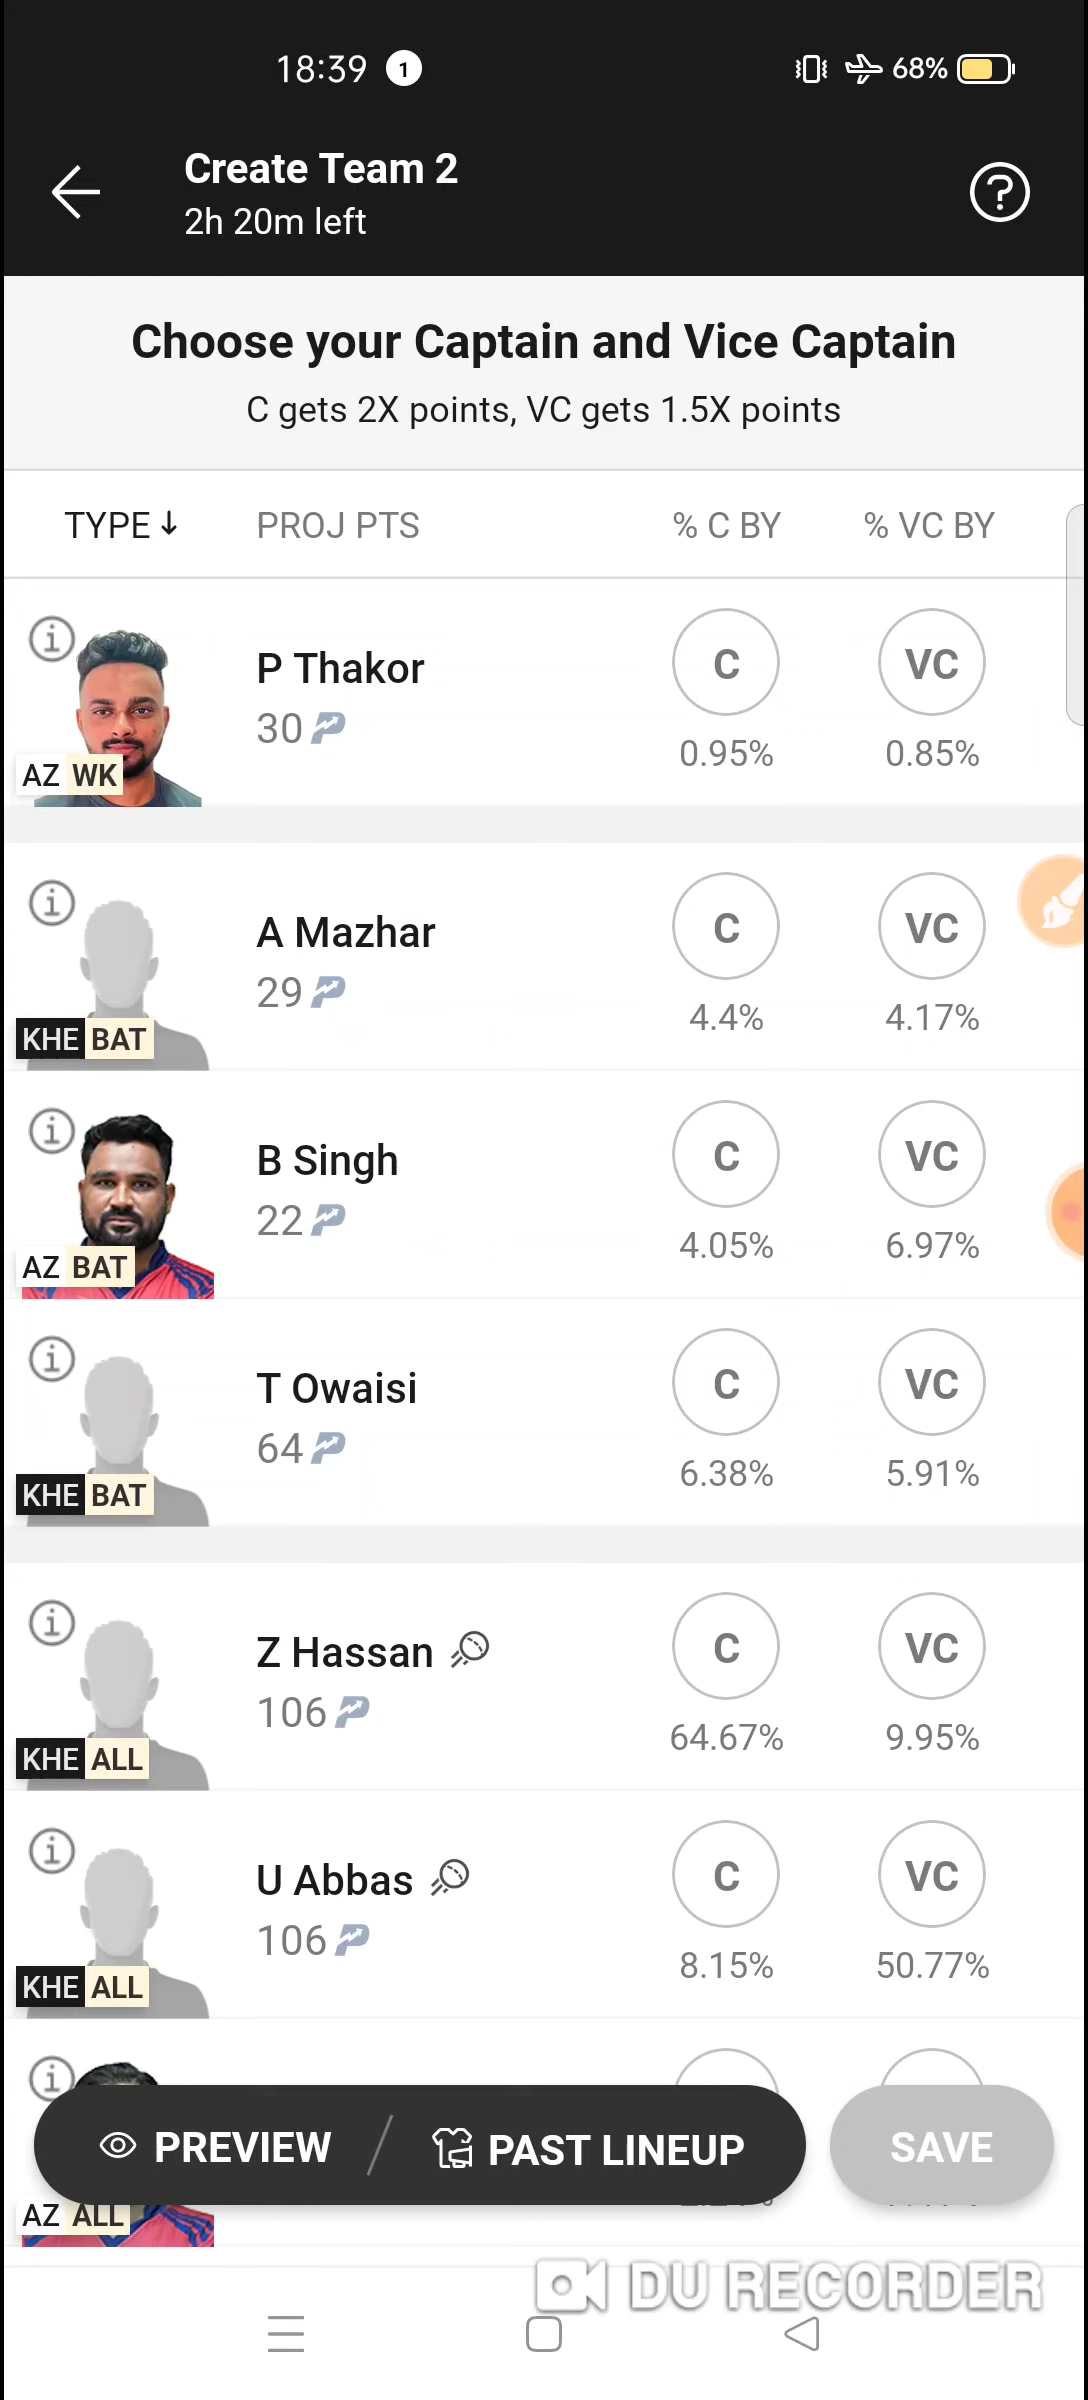 18:39 1 68%
Create Team 2
2h 20m left
Choose your Captain and Vice Captain
C gets 2X points, VC gets 1.5X points
TYPE PROJ PTS % C BY % VC BY
P Thakor
30
C VC
0.95% 0.85%
AZ WK
A Mazhar
29
C VC
4.4% 4.17%
KHE BAT
B Singh
22
C VC
4.05% 6.97%
AZ BAT
T Owaisi
64
C VC
6.38% 5.91%
KHE BAT
Z Hassan
106
C VC
64.67% 9.95%
KHE ALL
U Abbas
106
C VC
8.15% 50.77%
KHE ALL
PREVIEW PAST LINEUP SAVE
AZ ALL
DU RECORDER